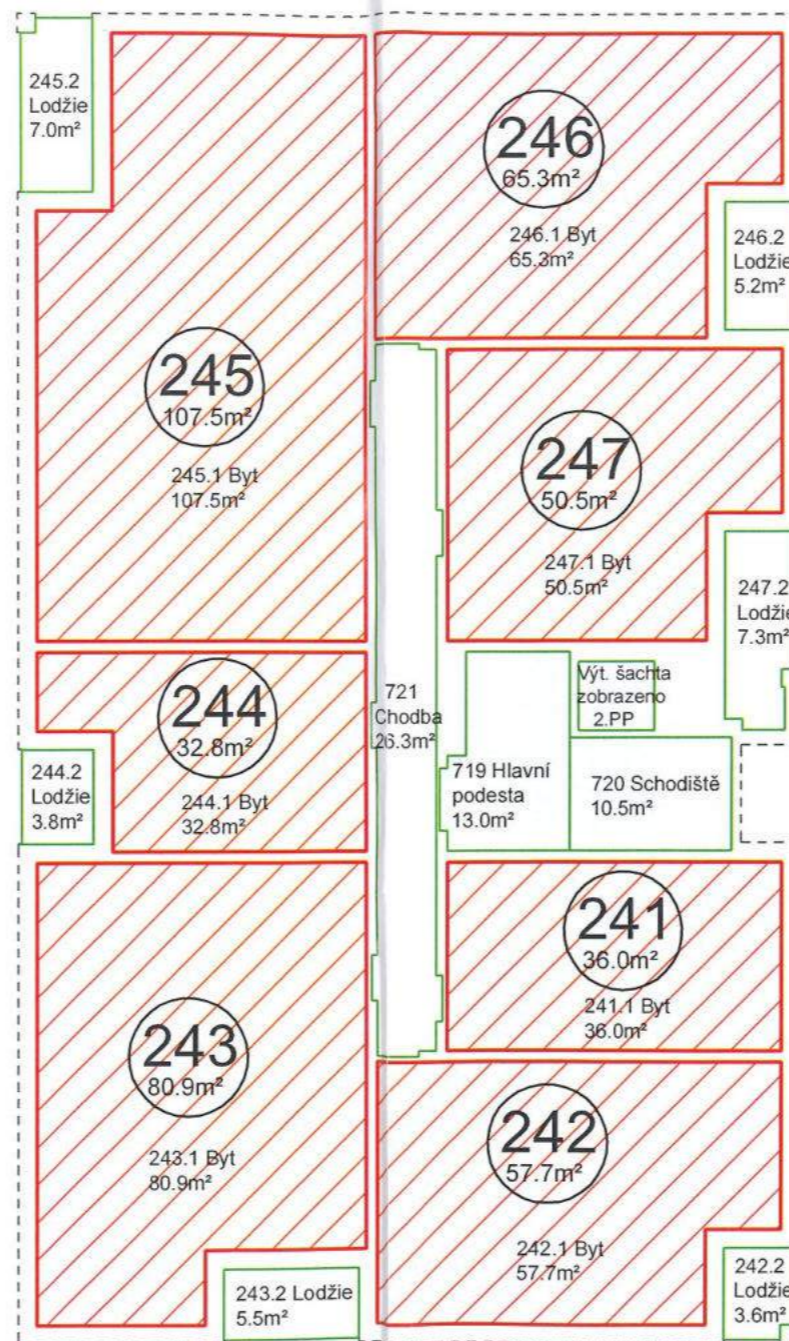 245.2
Lodžie
7.0m²
246
65.3m²
246.1 Byt
65.3m²
246.2
Lodžie
5.2m²
245
107.5m²
245.1 Byt
107.5m²
247
50.5m²
247.1 Byt
50.5m²
247.2
Lodžie
7.3m²
244
32.8m²
244.1 Byt
32.8m²
244.2
Lodžie
3.8m²
721
Chodba
26.3m²
Výt. šachta
zobrazeno
2.PP
719 Hlavní
podesta
13.0m²
720 Schodiště
10.5m²
241
36.0m²
241.1 Byt
36.0m²
243
80.9m²
243.1 Byt
80.9m²
242
57.7m²
242.1 Byt
57.7m²
243.2 Lodžie
5.5m²
242.2
Lodžie
3.6m²